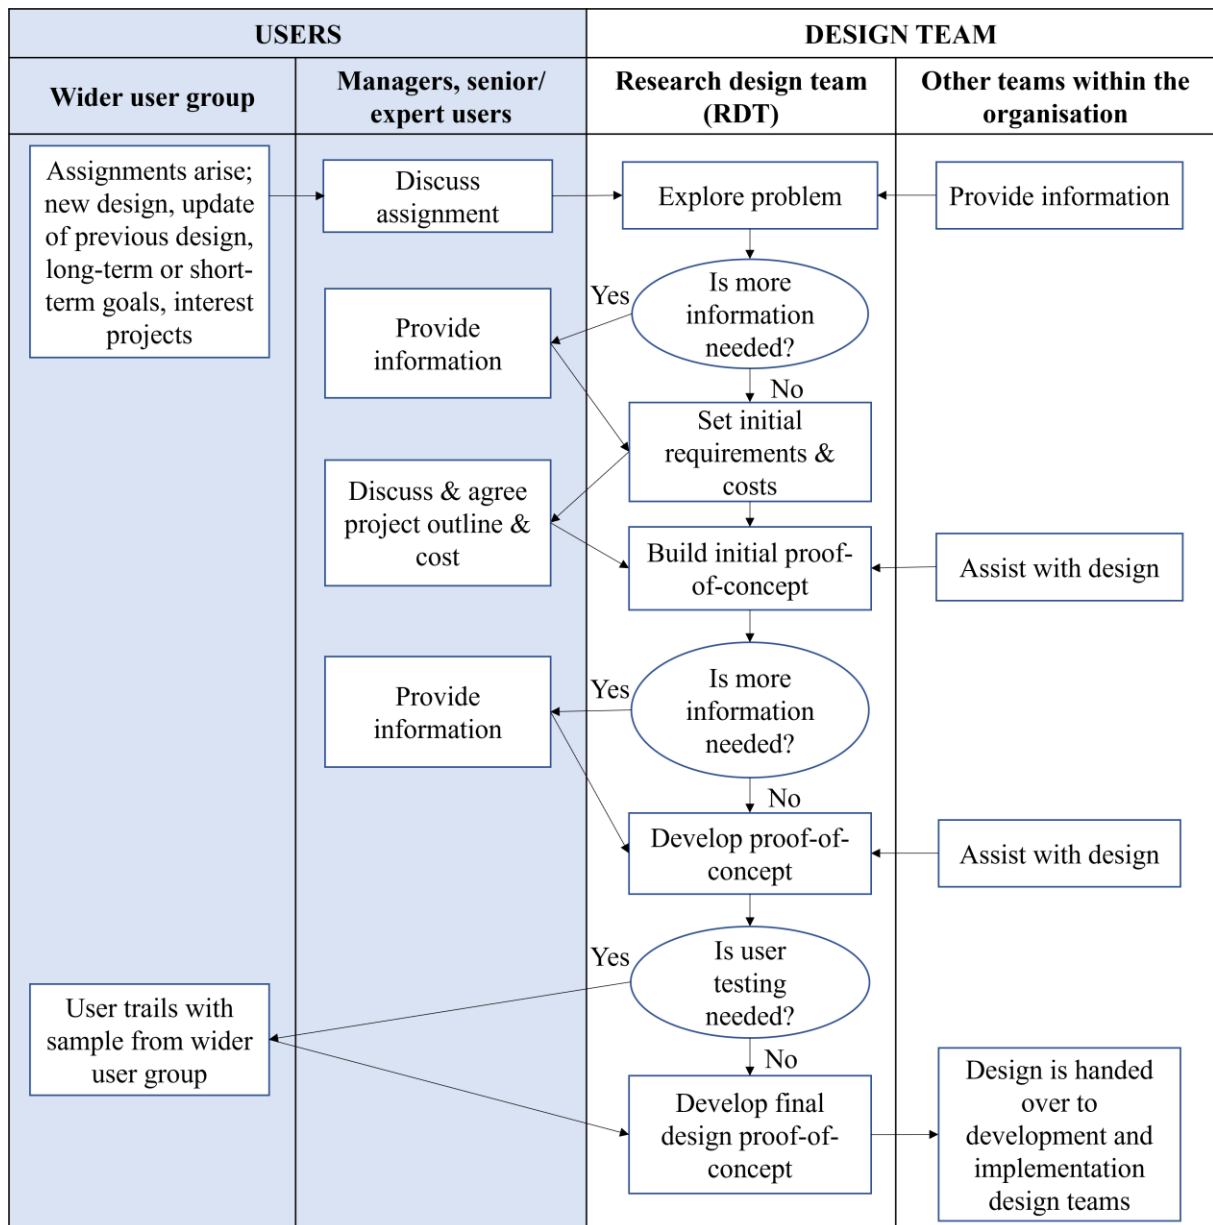 USERS
DESIGN TEAM
Wider user group
Managers, senior/
expert users
Research design team
(RDT)
Other teams within the
organisation
Assignments arise;
new design, update
of previous design,
long-term or short-
term goals, interest
projects
Discuss
assignment
Explore problem
Provide information
Is more
information
needed?
Yes
Provide
information
No
Set initial
requirements &
costs
Discuss & agree
project outline &
cost
Build initial proof-
of-concept
Assist with design
Is more
information
needed?
Yes
Provide
information
No
Develop proof-of-
concept
Assist with design
Is user
testing
needed?
Yes
User trails with
sample from wider
user group
No
Develop final
design proof-of-
concept
Design is handed
over to
development and
implementation
design teams